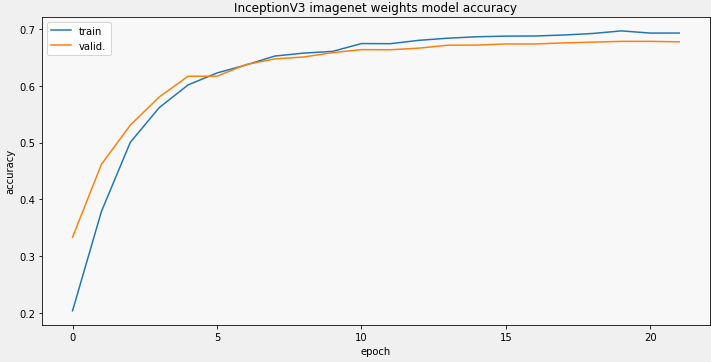 InceptionV3 imagenet weights model accuracy
train
valid.
0.7
0.6
0.5
0.4
0.3
0.2
accuracy
0 5 10 15 20
epoch